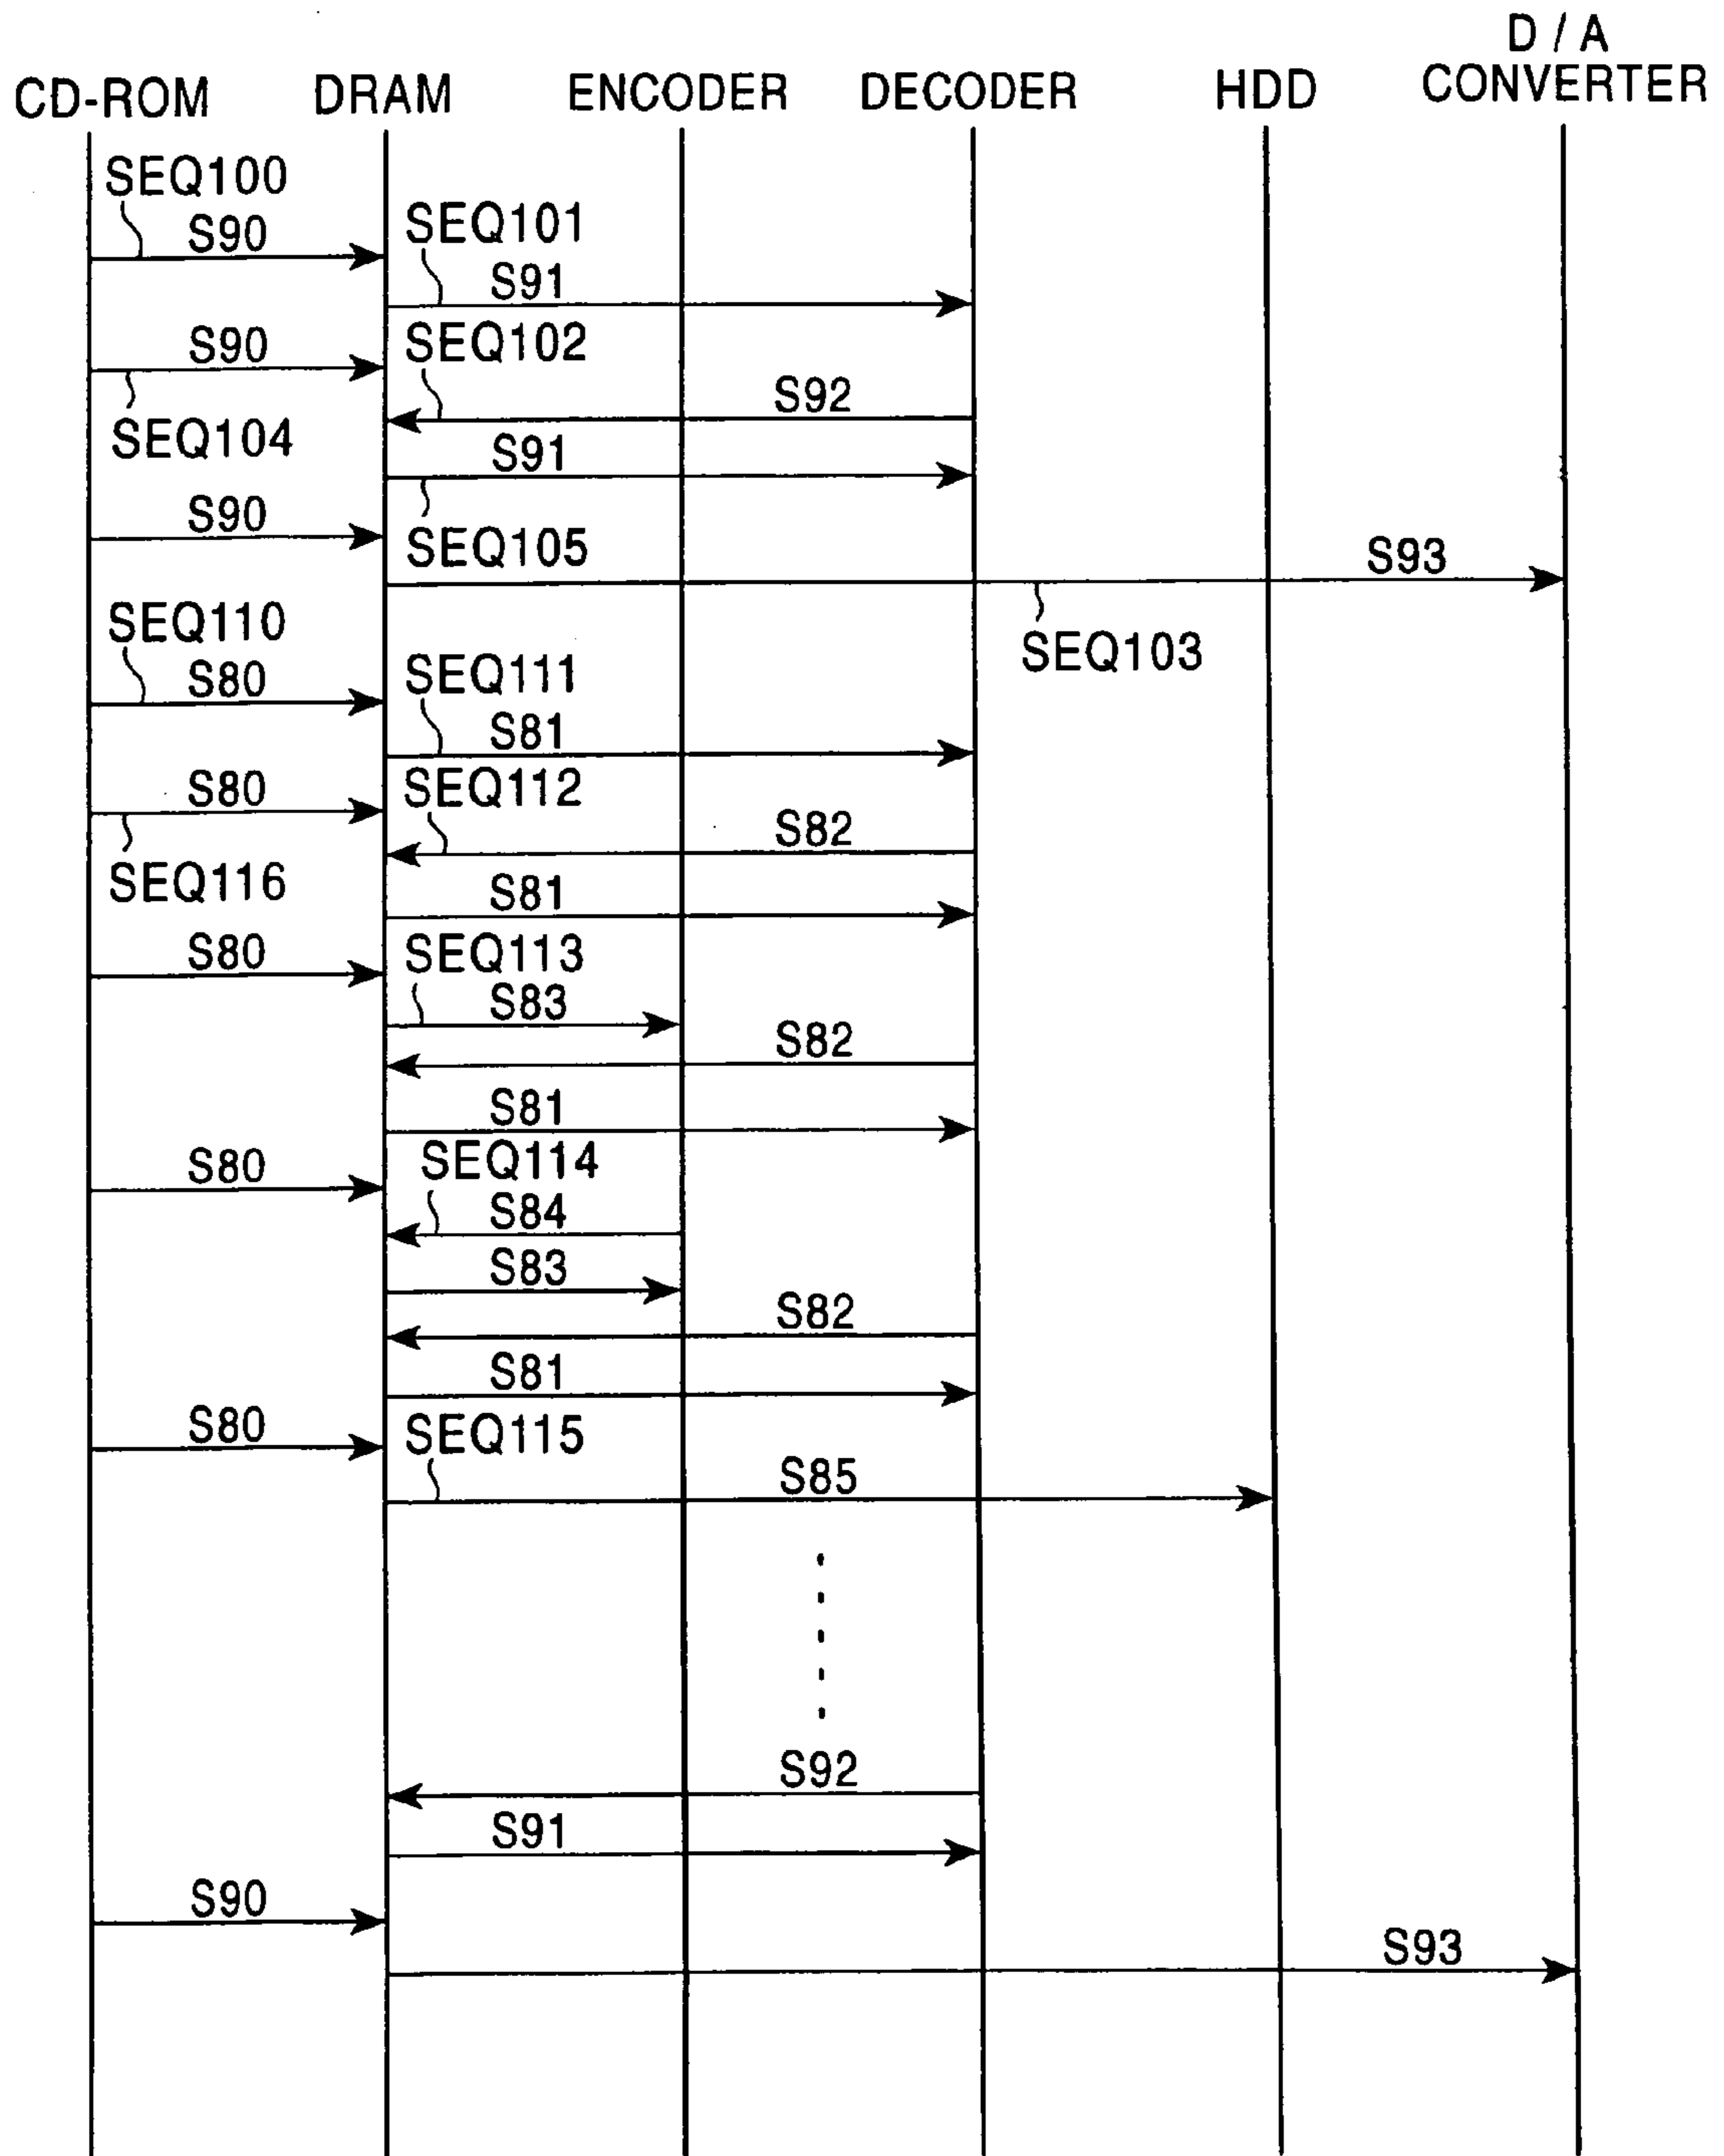 D / A
CD-ROM DRAM ENCODER DECODER HDD CONVERTER
SEQ100
S90
SEQ101
S91
S90
SEQ102
S92
SEQ104
S91
S90
SEQ105
S93
SEQ110
SEQ103
S80
SEQ111
S81
S80
SEQ112
S82
SEQ116
S81
S80
SEQ113
S83
S82
S81
S80
SEQ114
S84
S83
S82
S81
S80
SEQ115
S85
S92
S91
S90
S93